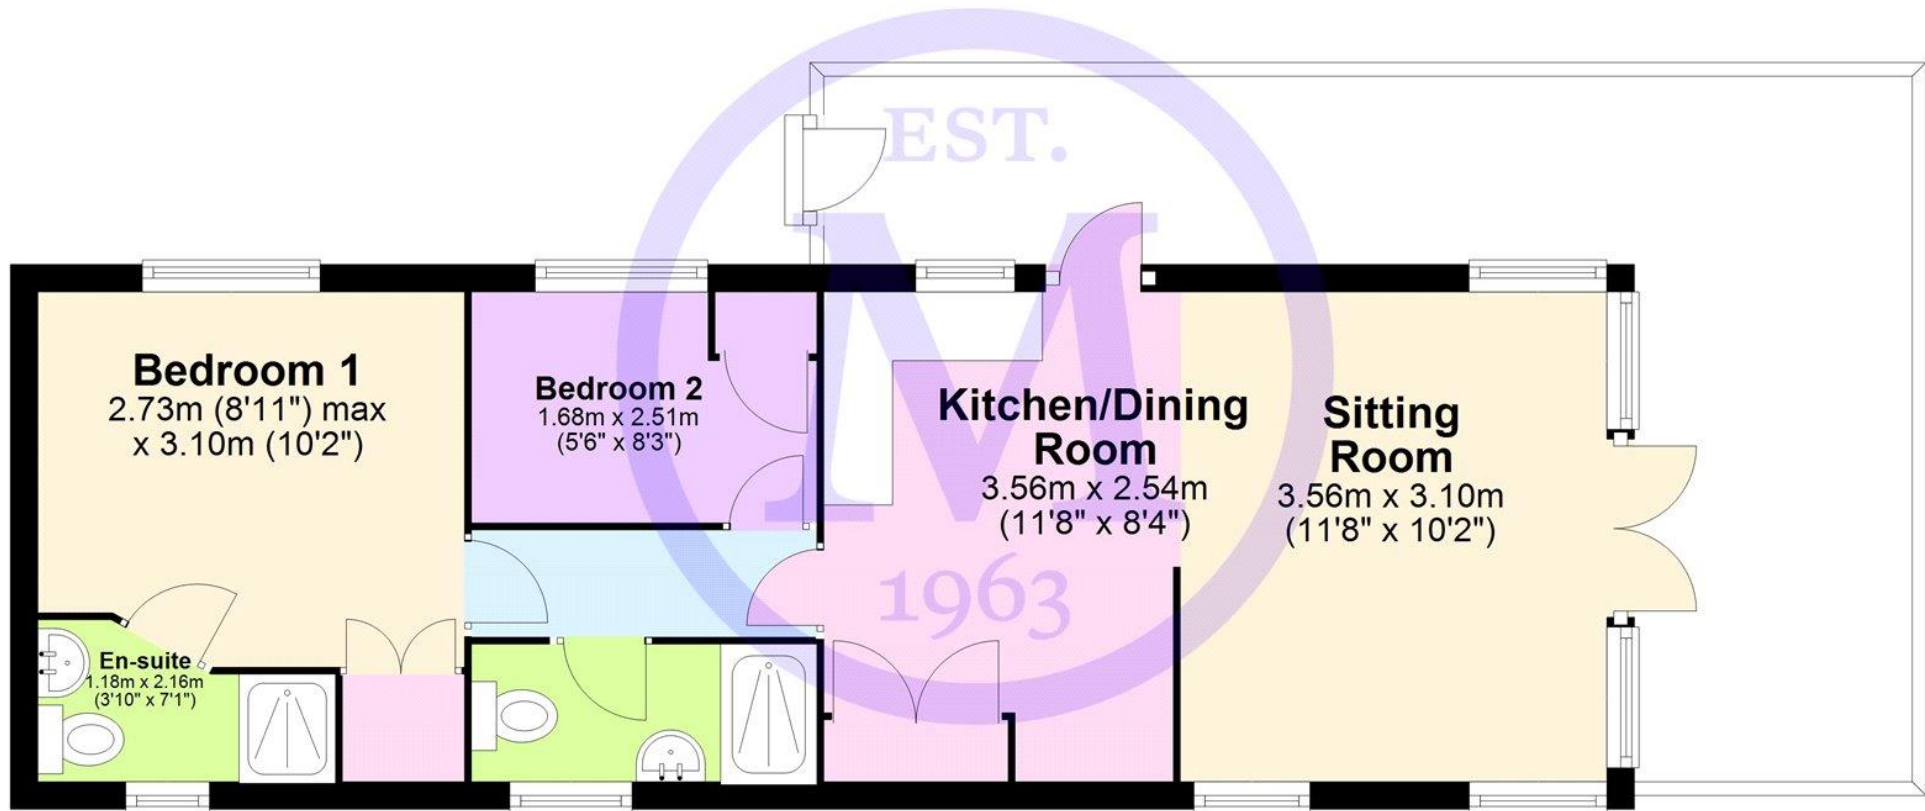 EST.
Bedroom 1
2.73m (8'11") max
x 3.10m (10'2")
Bedroom 2
1.68m x 2.51m
(5'6" x 8'3")
Kitchen/Dining
Room
3.56m x 2.54m
(11'8" x 8'4")
Sitting
Room
3.56m x 3.10m
(11'8" x 10'2")
M
1963
En-suite
1.18m x 2.16m
(3'10" x 7'1")